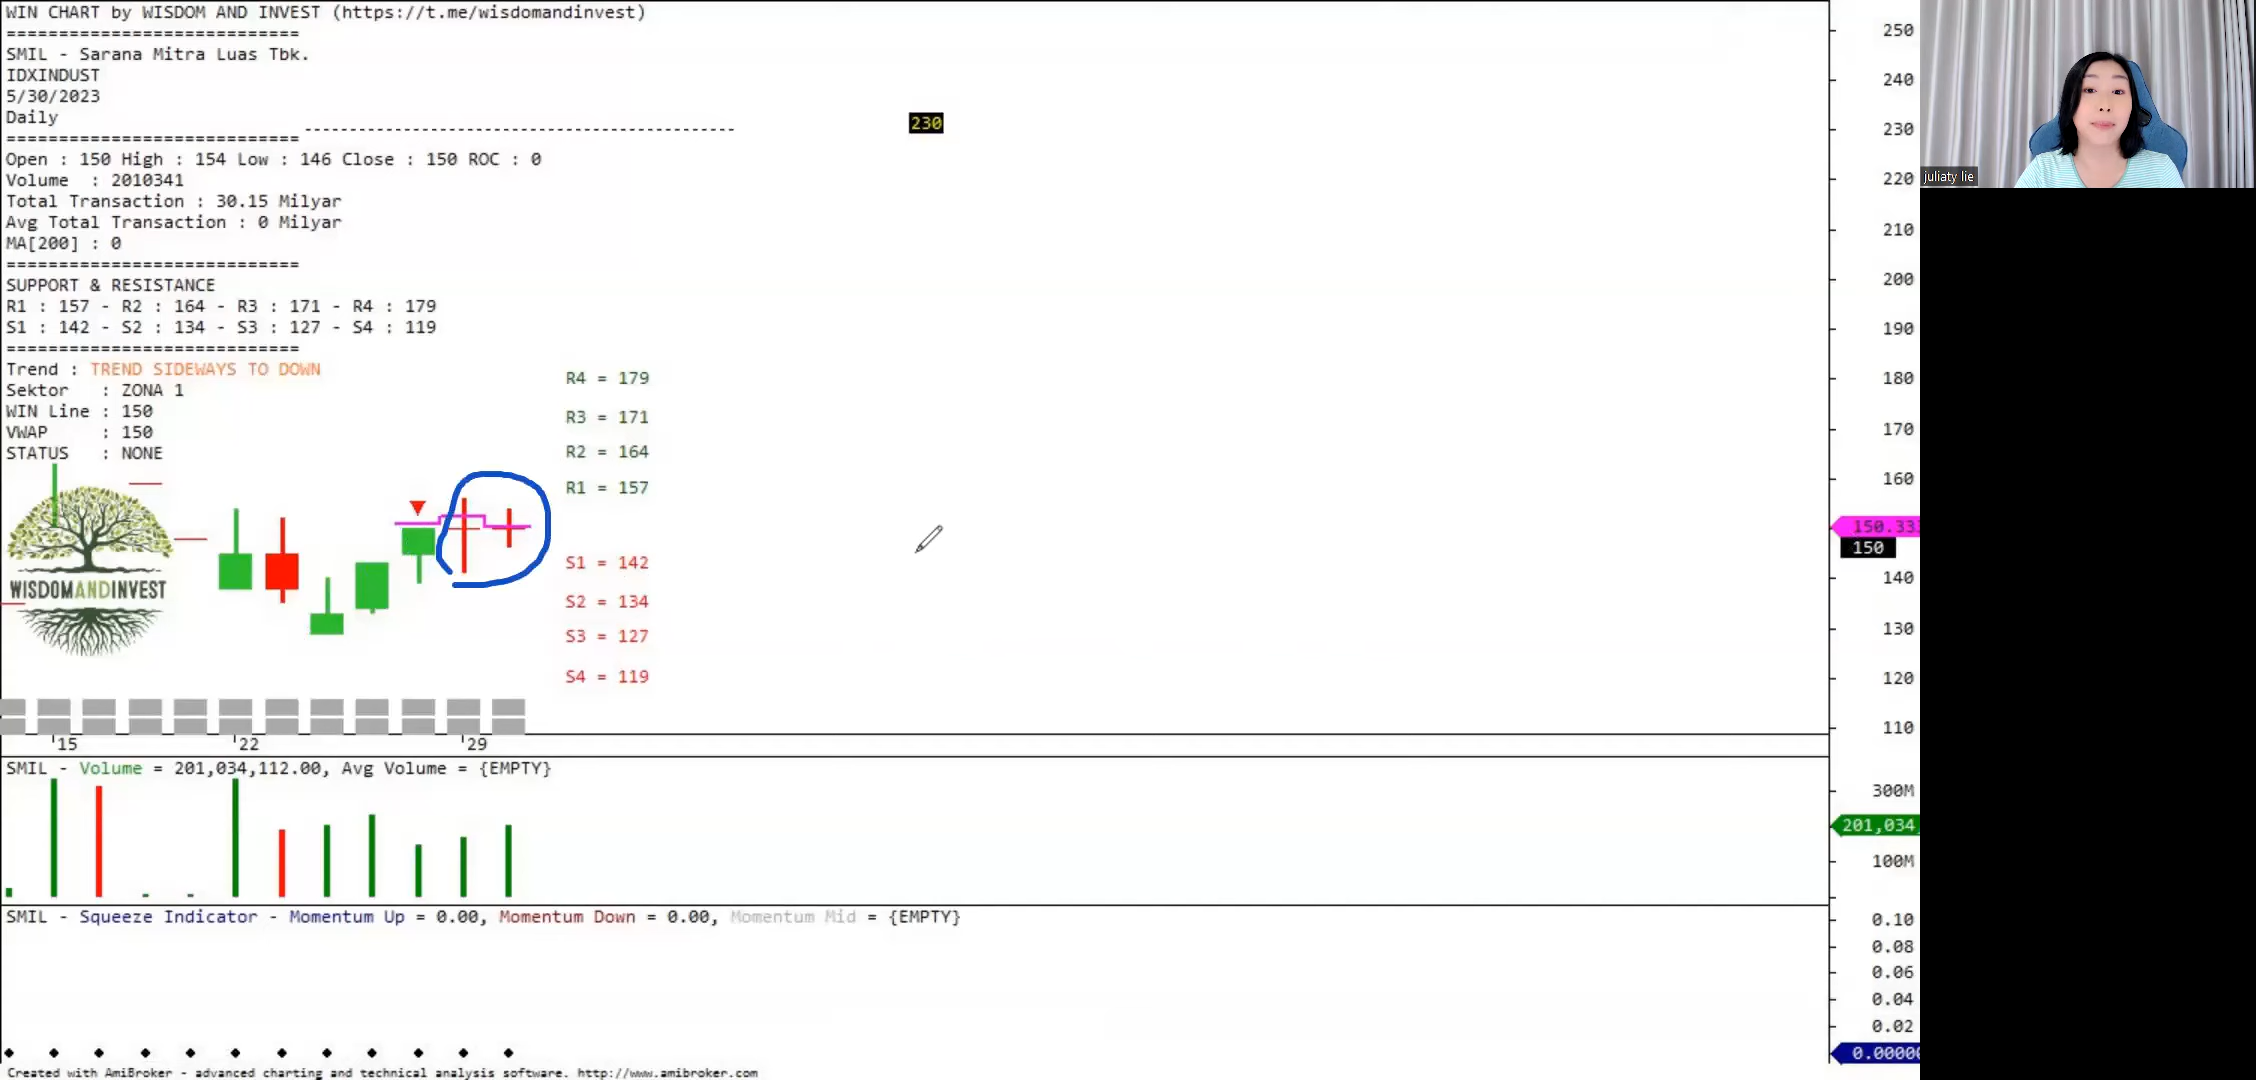 WIN CHART by WISDOM AND INVEST (https://t.me/wisdomandinvest)
============================
SMIL - Sarana Mitra Luas Tbk.
IDXINDUST
5/30/2023
Daily
============================
Open : 150 High : 154 Low : 146 Close : 150 ROC : 0
Volume : 2010341
Total Transaction : 30.15 Milyar
Avg Total Transaction : 0 Milyar
MA[200] : 0
============================
SUPPORT & RESISTANCE
R1 : 157 - R2 : 164 - R3 : 171 - R4 : 179
S1 : 142 - S2 : 134 - S3 : 127 - S4 : 119
============================
Trend : TREND SIDEWAYS TO DOWN
Sektor : ZONA 1
WIN Line : 150
VWAP : 150
STATUS : NONE
WISDOMANDINVEST
230
R4 = 179
R3 = 171
R2 = 164
R1 = 157
S1 = 142
S2 = 134
S3 = 127
S4 = 119
250
240
230
220
210
200
190
180
170
160
150.33
150
140
130
120
110
15 22 29
SMIL - Volume = 201,034,112.00, Avg Volume = {EMPTY}
300M
201,034
100M
SMIL - Squeeze Indicator - Momentum Up = 0.00, Momentum Down = 0.00, Momentum Mid = {EMPTY}
0.10
0.08
0.06
0.04
0.02
0.0000
Created with AmiBroker - advanced charting and technical analysis software. http://www.amibroker.com
juliaty lie